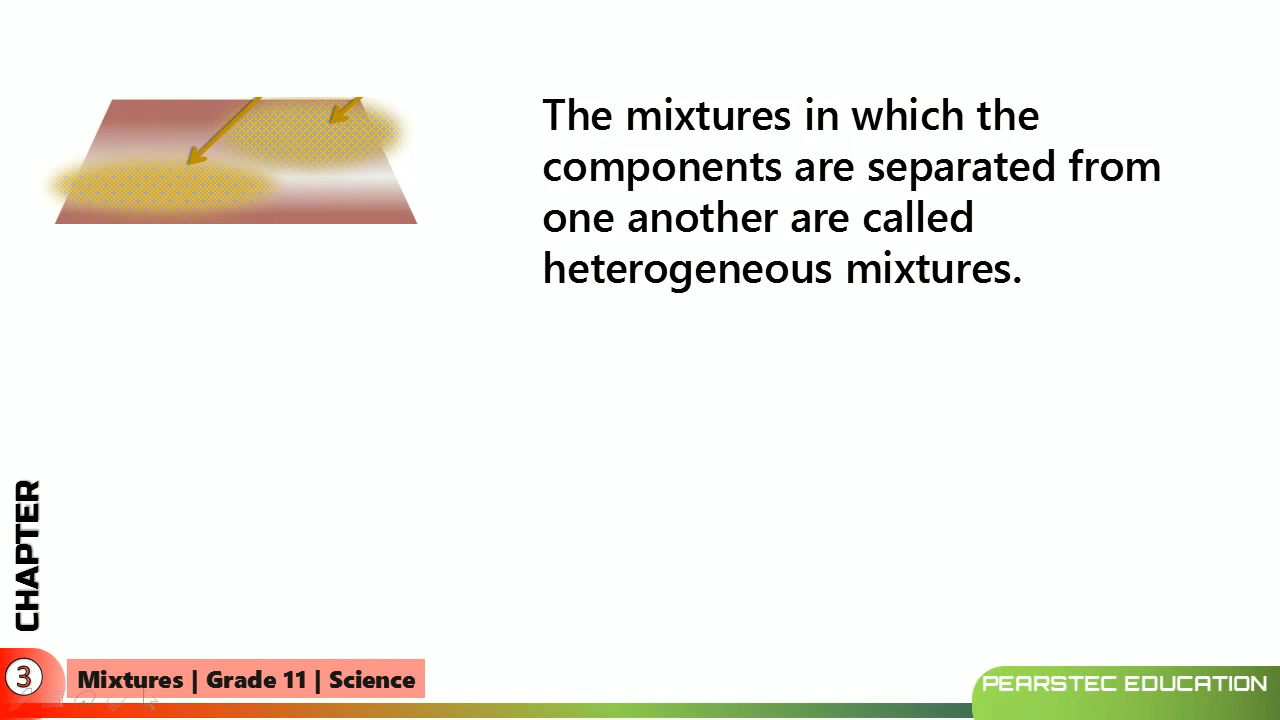 The mixtures in which the
components are separated from
one another are called
heterogeneous mixtures.
CHAPTER
3
Mixtures | Grade 11 | Science
PEARSTEC EDUCATION